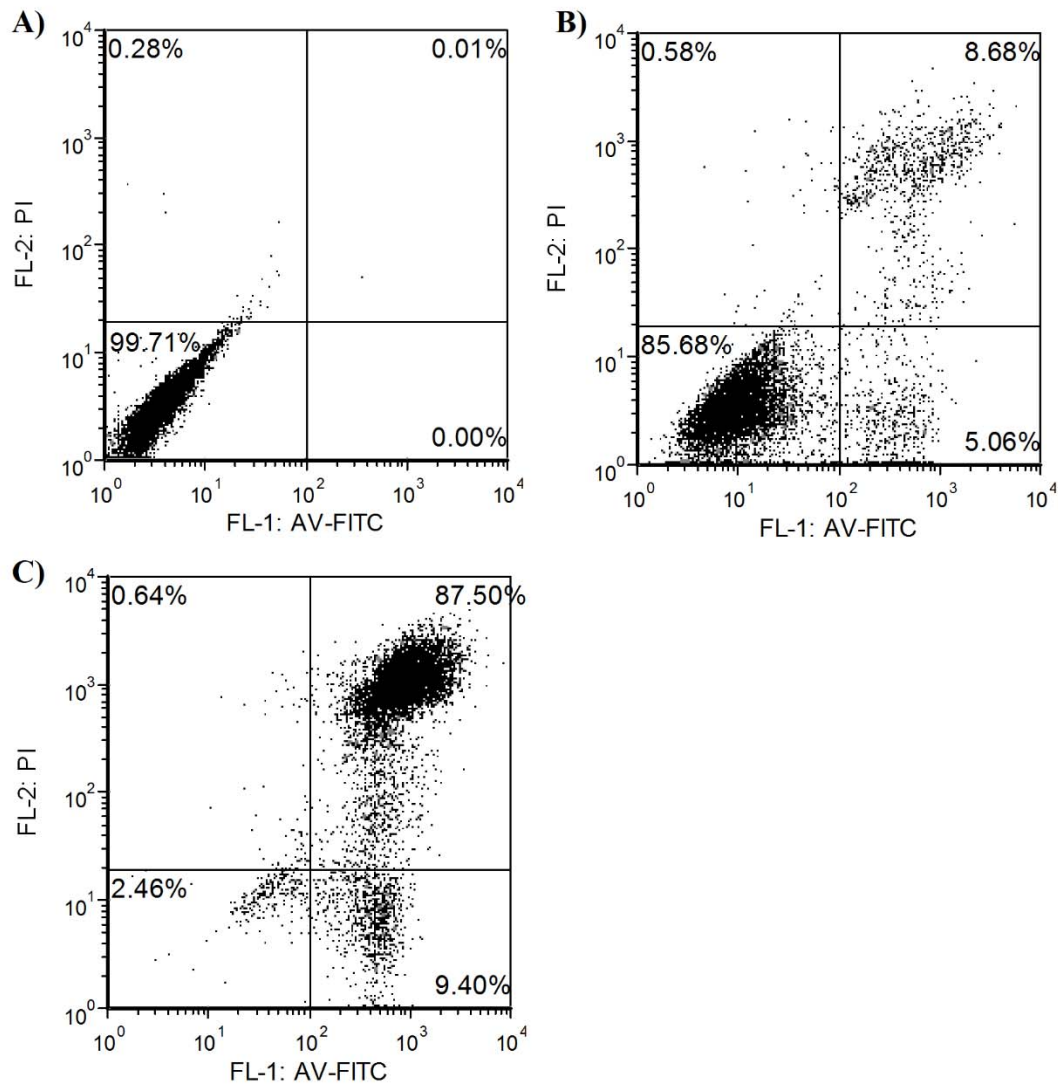 A)
10^4
0.28%
0.01%
10^3
FL-2: PI
10^2
10^1
99.71%
0.00%
10^0
10^0 10^1 10^2 10^3 10^4
FL-1: AV-FITC
B)
10^4
0.58%
8.68%
10^3
FL-2: PI
10^2
10^1
85.68%
5.06%
10^0
10^0 10^1 10^2 10^3 10^4
FL-1: AV-FITC
C)
10^4
0.64%
87.50%
10^3
FL-2: PI
10^2
2.46%
10^1
9.40%
10^0
10^0 10^1 10^2 10^3 10^4
FL-1: AV-FITC